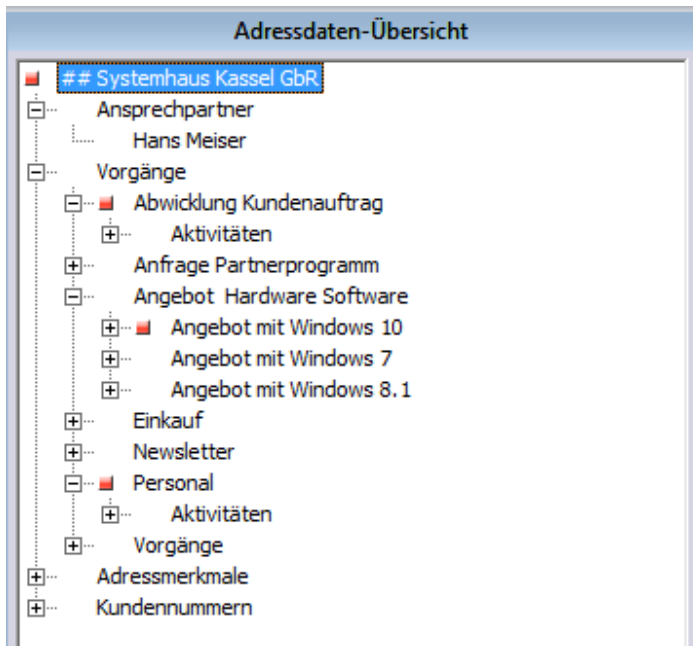 Adressdaten-Übersicht
## Systemhaus Kassel GbR
Ansprechpartner
Hans Meiser
Vorgänge
Abwicklung Kundenauftrag
Aktivitäten
Anfrage Partnerprogramm
Angebot Hardware Software
Angebot mit Windows 10
Angebot mit Windows 7
Angebot mit Windows 8.1
Einkauf
Newsletter
Personal
Aktivitäten
Vorgänge
Adressmerkmale
Kundennummern